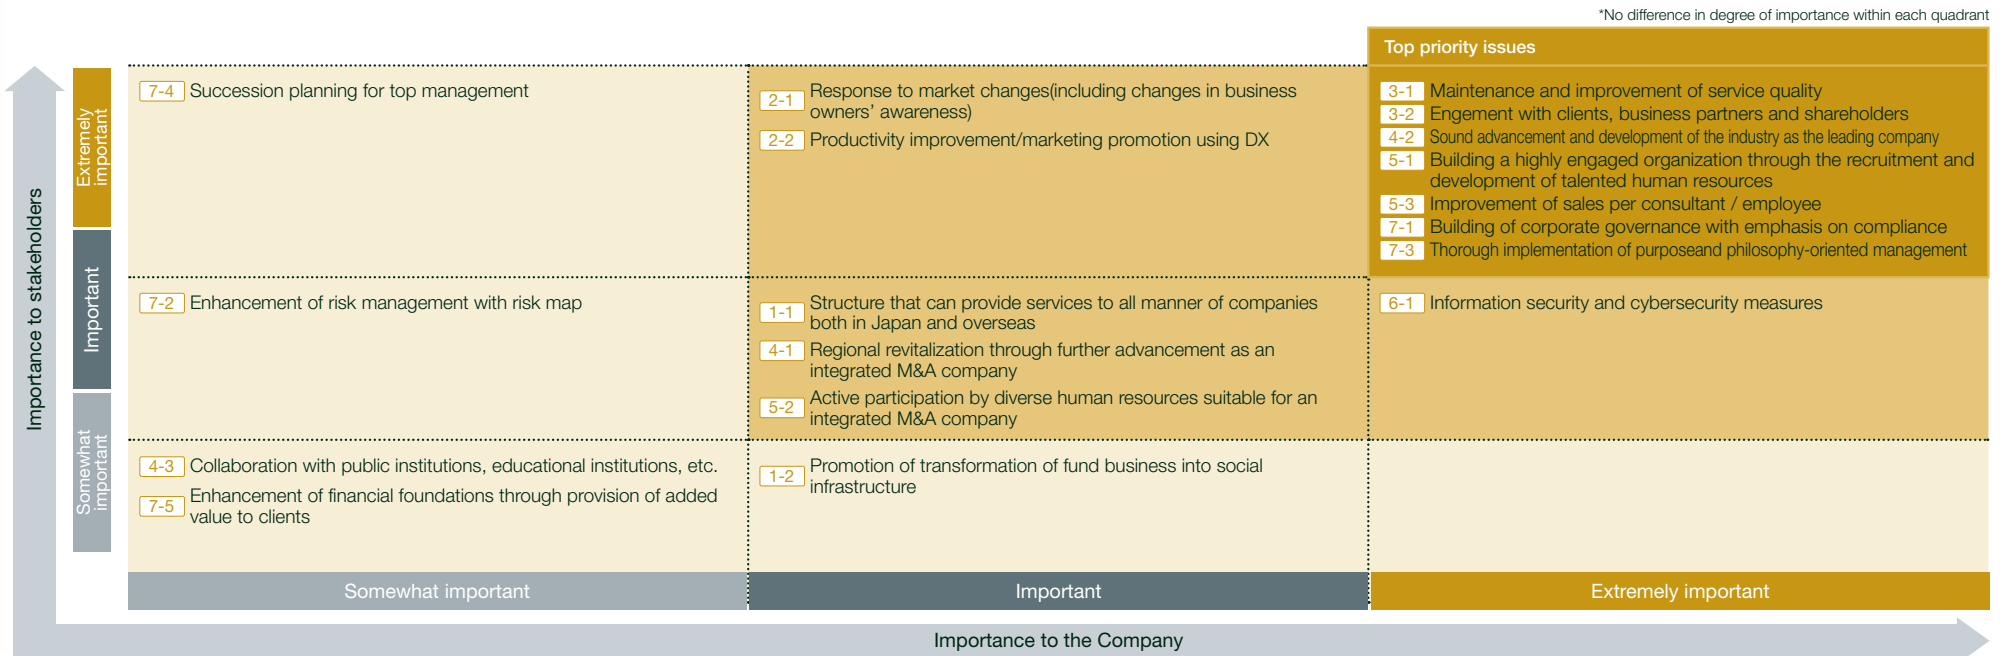 *No difference in degree of importance within each quadrant
Top priority issues
Importance to stakeholders
Extremely
important
7-4 Succession planning for top management
2-1 Response to market changes(including changes in business
owners’ awareness)
2-2 Productivity improvement/marketing promotion using DX
3-1 Maintenance and improvement of service quality
3-2 Engement with clients, business partners and shareholders
4-2 Sound advancement and development of the industry as the leading company
5-1 Building a highly engaged organization through the recruitment and
development of talented human resources
5-3 Improvement of sales per consultant / employee
7-1 Building of corporate governance with emphasis on compliance
7-3 Thorough implementation of purposeand philosophy-oriented management
Important
7-2 Enhancement of risk management with risk map
1-1 Structure that can provide services to all manner of companies
both in Japan and overseas
4-1 Regional revitalization through further advancement as an
integrated M&A company
5-2 Active participation by diverse human resources suitable for an
integrated M&A company
6-1 Information security and cybersecurity measures
Somewhat
important
4-3 Collaboration with public institutions, educational institutions, etc.
7-5 Enhancement of financial foundations through provision of added
value to clients
1-2 Promotion of transformation of fund business into social
infrastructure
Somewhat important
Important
Extremely important
Importance to the Company